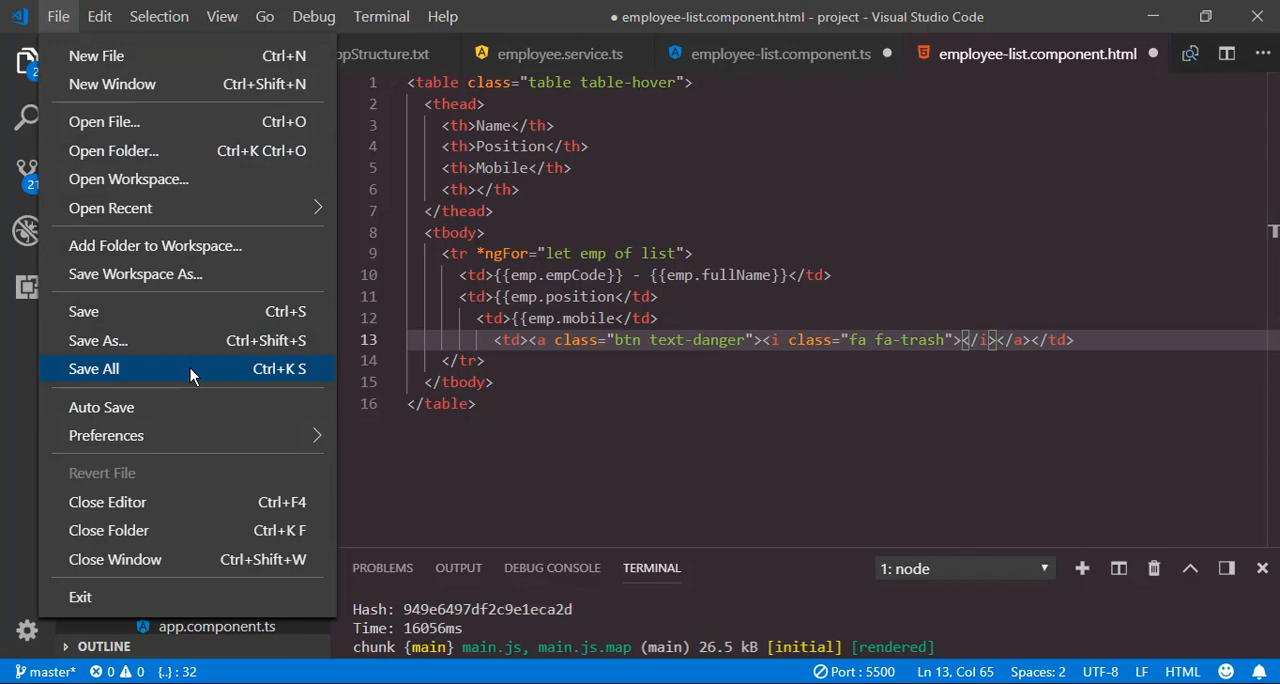 File Edit Selection View Go Debug Terminal Help
● employee-list.component.html - project - Visual Studio Code
New File Ctrl+N
New Window Ctrl+Shift+N
Open File... Ctrl+O
Open Folder... Ctrl+K Ctrl+O
Open Workspace...
Open Recent
Add Folder to Workspace...
Save Workspace As...
Save Ctrl+S
Save As... Ctrl+Shift+S
Save All Ctrl+K S
Auto Save
Preferences
Revert File
Close Editor Ctrl+F4
Close Folder Ctrl+K F
Close Window Ctrl+Shift+W
Exit
2
21
app.component.ts
OUTLINE
ppStructure.txt employee.service.ts employee-list.component.ts employee-list.component.html
1 <table class="table table-hover">
2 <thead>
3 <th>Name</th>
4 <th>Position</th>
5 <th>Mobile</th>
6 <th></th>
7 </thead>
8 <tbody>
9 <tr *ngFor="let emp of list">
10 <td>{{emp.empCode}} - {{emp.fullName}}</td>
11 <td>{{emp.position</td>
12 <td>{{emp.mobile</td>
13 <td><a class="btn text-danger"><i class="fa fa-trash"></i></a></td>
14 </tr>
15 </tbody>
16 </table>
PROBLEMS OUTPUT DEBUG CONSOLE TERMINAL 1: node
Hash: 949e6497df2c9e1eca2d
Time: 16056ms
chunk {main} main.js, main.js.map (main) 26.5 kB [initial] [rendered]
master* 0 0 {..} : 32 Port : 5500 Ln 13, Col 65 Spaces: 2 UTF-8 LF HTML